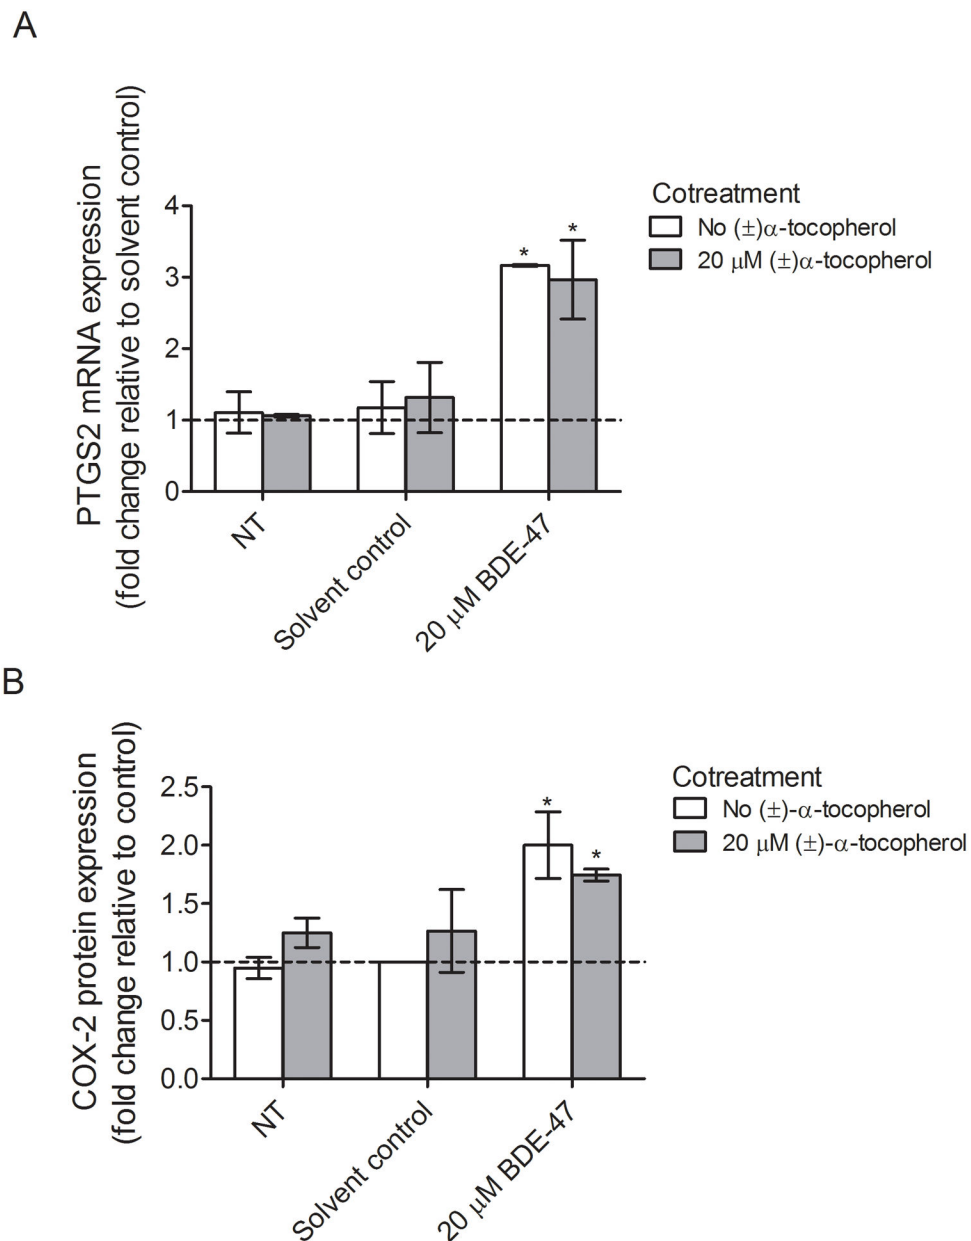 A
PTGS2 mRNA expression
(fold change relative to solvent control)
4
3
2
1
0
*
*
NT
Solvent control
20 μM BDE-47
Cotreatment
No (±)α-tocopherol
20 μM (±)α-tocopherol
B
COX-2 protein expression
(fold change relative to control)
2.5
2.0
1.5
1.0
0.5
0.0
*
*
NT
Solvent control
20 μM BDE-47
Cotreatment
No (±)-α-tocopherol
20 μM (±)-α-tocopherol